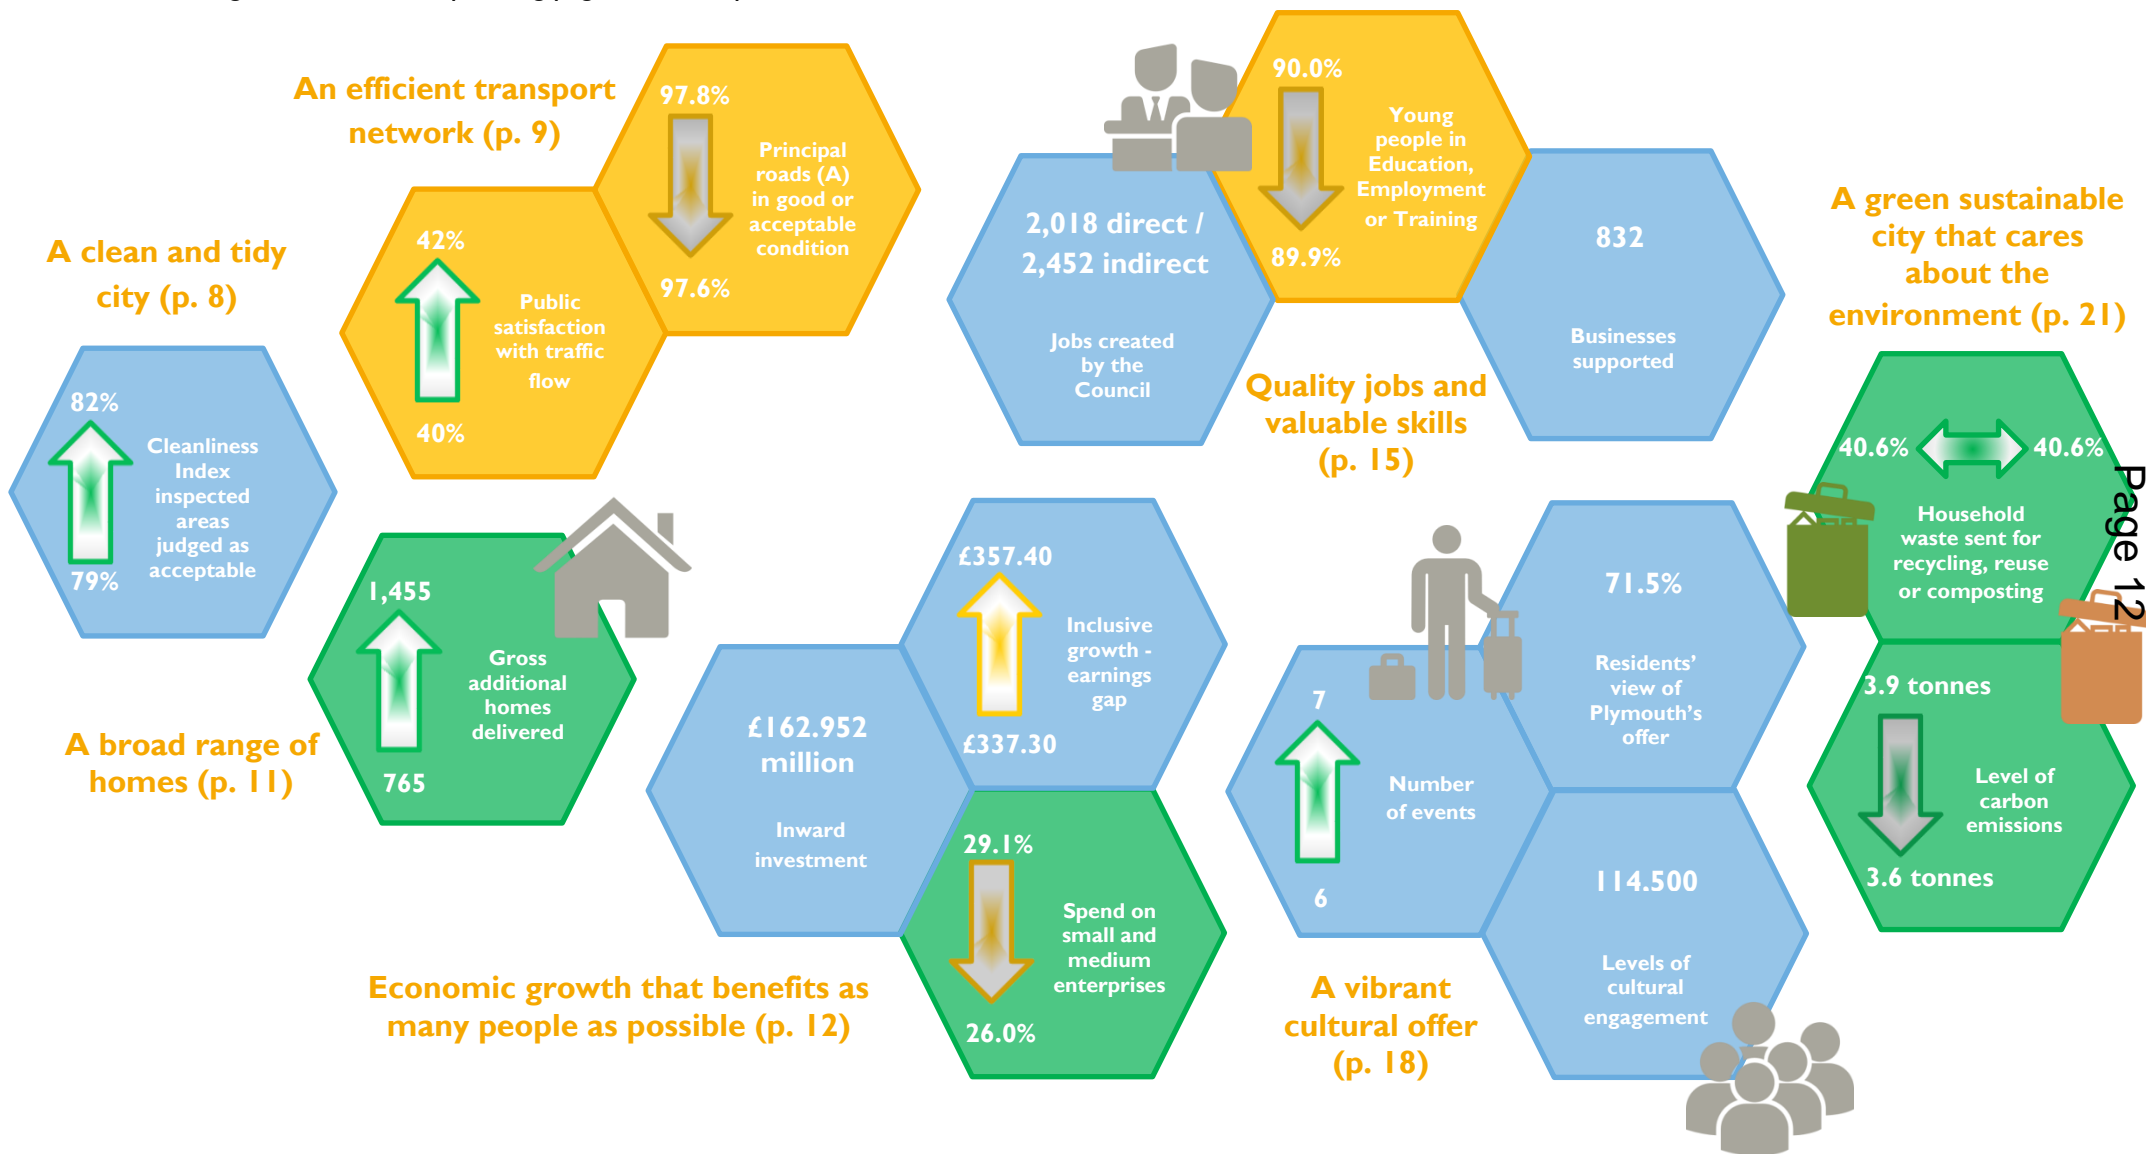 An efficient transport
network (p. 9)
97.8%
Principal
roads (A)
in good or
acceptable
condition
97.6%
42%
Public
satisfaction
with traffic
flow
40%
A clean and tidy
city (p. 8)
82%
Cleanliness
Index
inspected
areas
judged as
acceptable
79%
90.0%
Young
people in
Education,
Employment
or Training
89.9%
2,018 direct /
2,452 indirect
Jobs created
by the
Council
832
Businesses
supported
Quality jobs and
valuable skills
(p. 15)
A green sustainable
city that cares
about the
environment (p. 21)
40.6%
40.6%
Household
waste sent for
recycling, reuse
or composting
3.9 tonnes
Level of
carbon
emissions
3.6 tonnes
Page 12
1,455
Gross
additional
homes
delivered
765
A broad range of
homes (p. 11)
£357.40
Inclusive
growth -
earnings
gap
£337.30
£162.952
million
Inward
investment
29.1%
Spend on
small and
medium
enterprises
26.0%
Economic growth that benefits as
many people as possible (p. 12)
71.5%
Residents'
view of
Plymouth's
offer
7
Number
of events
6
114.500
Levels of
cultural
engagement
A vibrant
cultural offer
(p. 18)